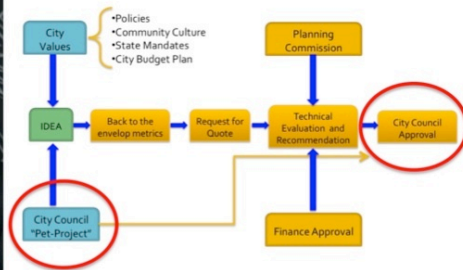 City
Values
•Policies
•Community Culture
•State Mandates
•City Budget Plan
Planning
Commission
IDEA
Back to the
envelop metrics
Request for
Quote
Technical
Evaluation and
Recommendation
City Council
Approval
City Council
"Pet-Project"
Finance Approval